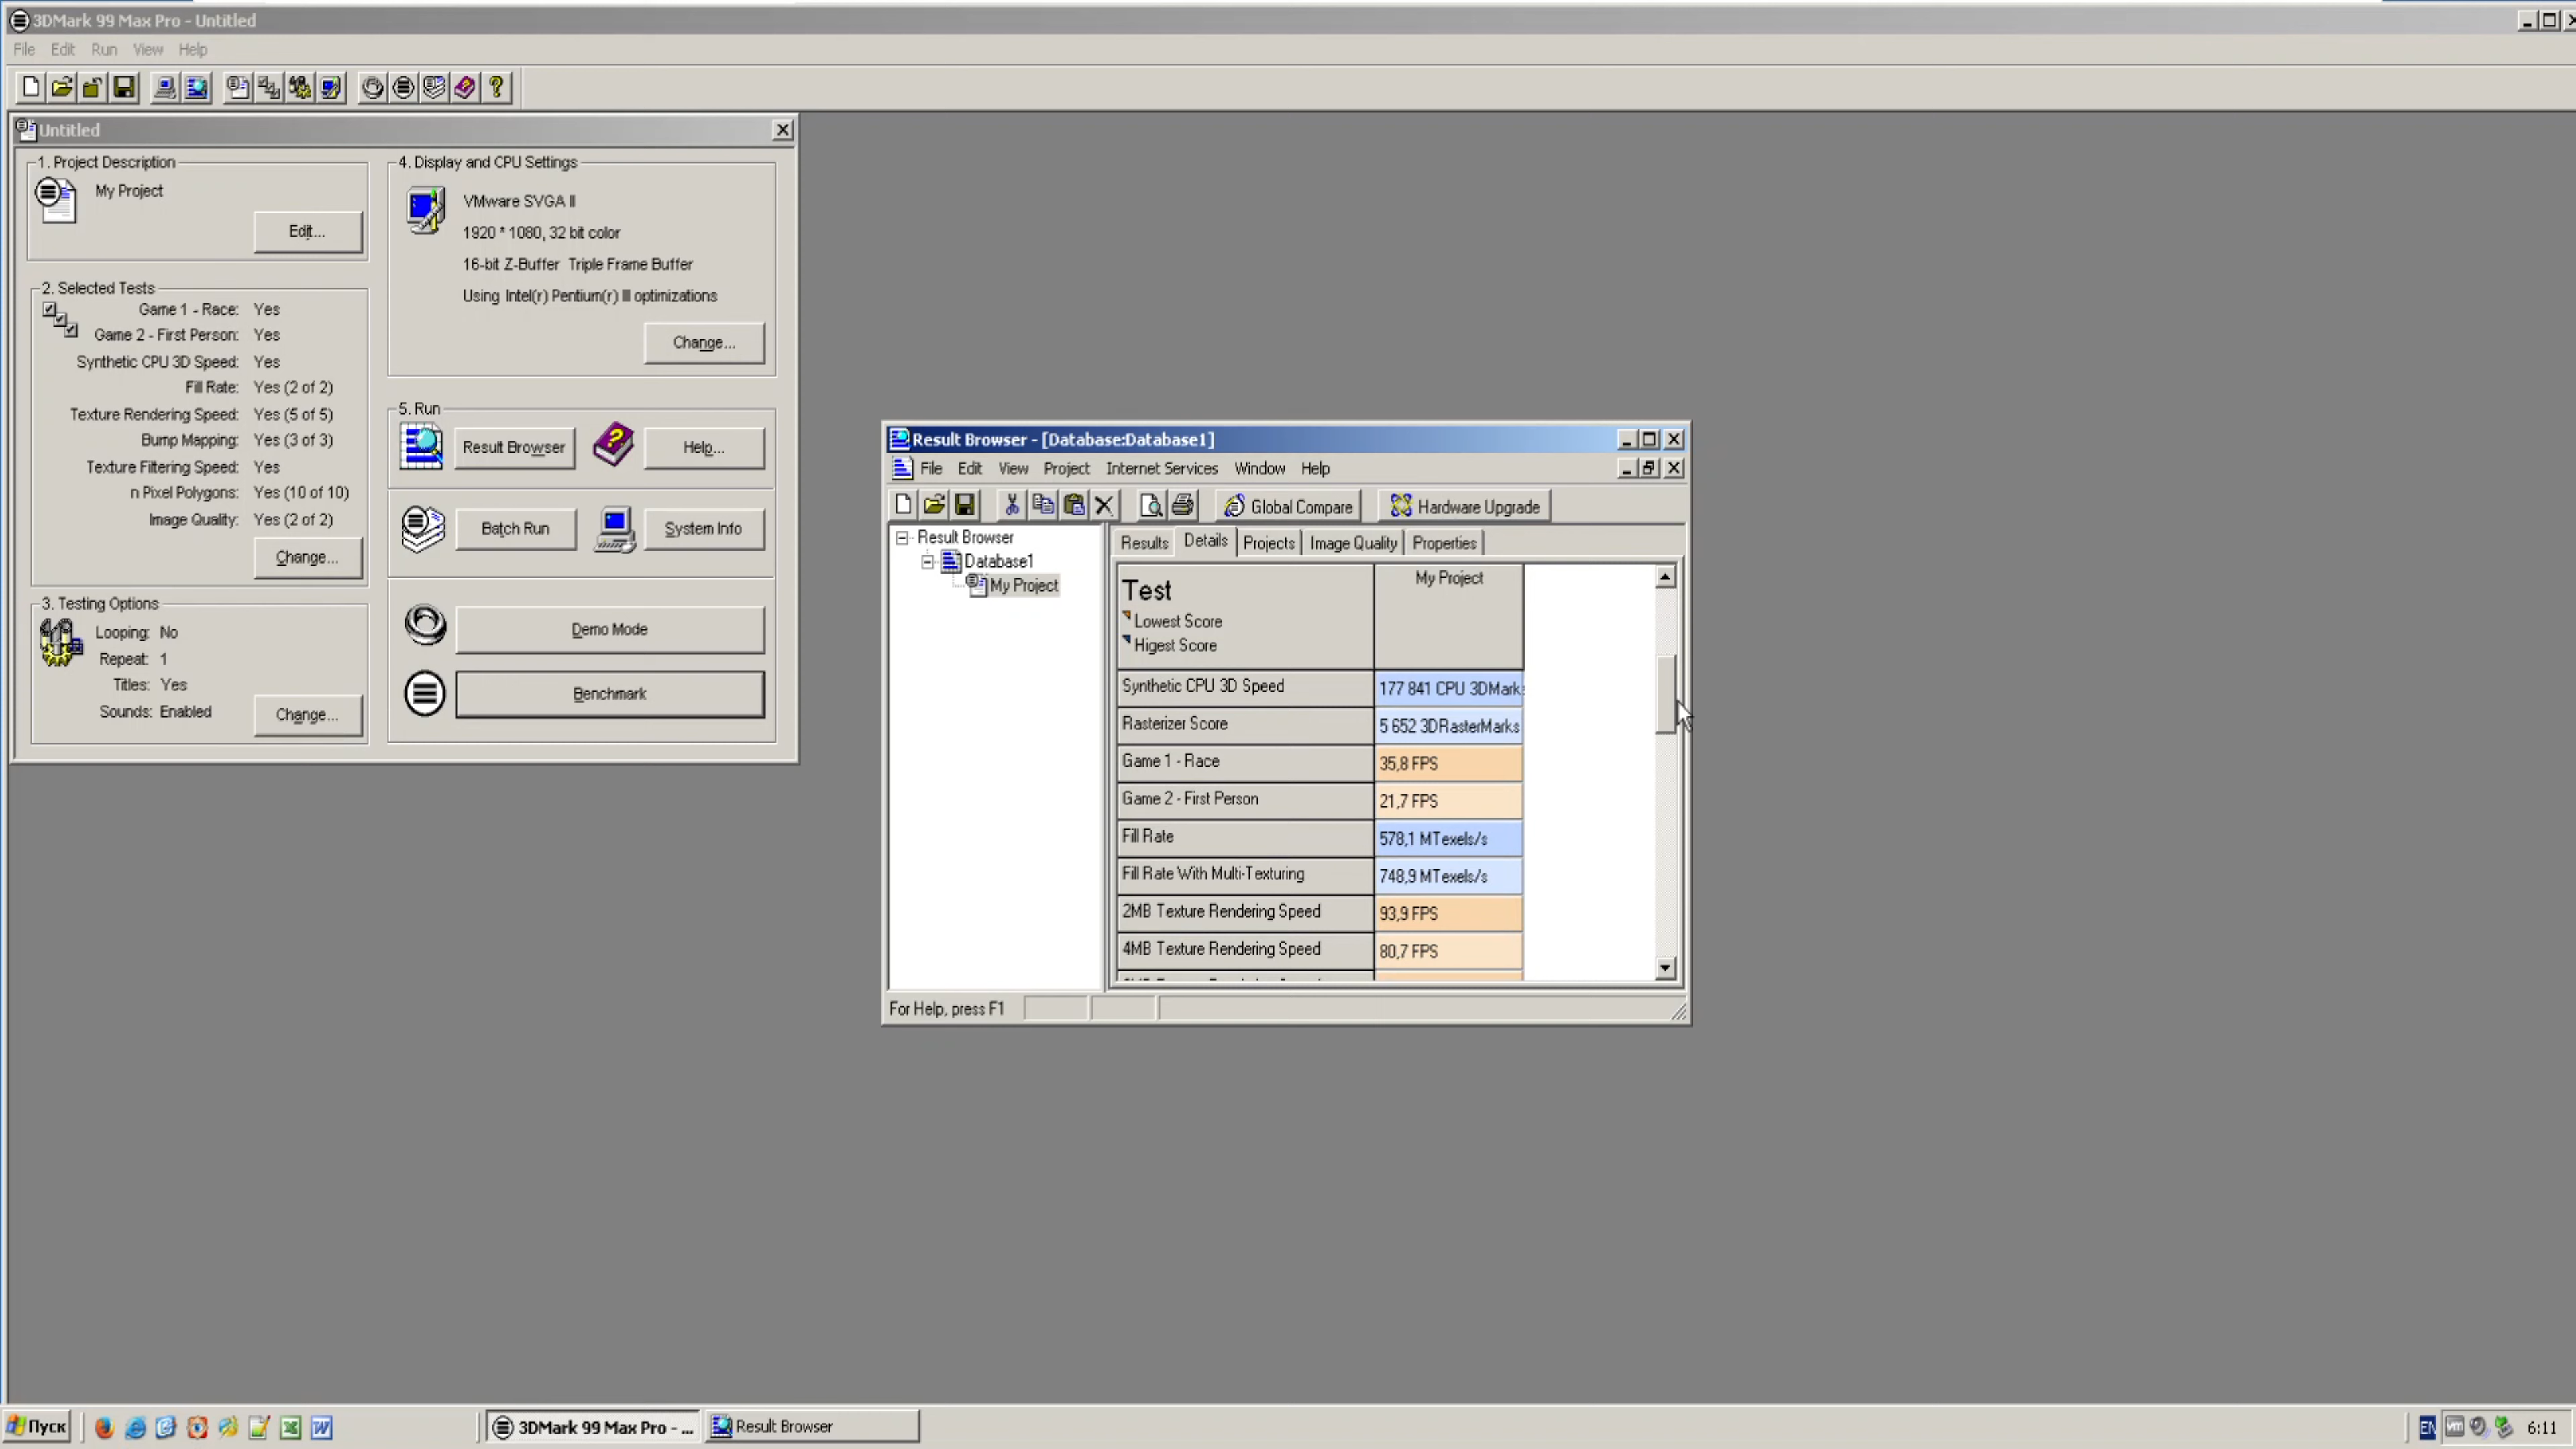 3DMark 99 Max Pro - Untitled
File Edit Run View Help
Untitled
1. Project Description
My Project
Edit...
2. Selected Tests
Game 1 - Race: Yes
Game 2 - First Person: Yes
Synthetic CPU 3D Speed: Yes
Fill Rate: Yes (2 of 2)
Texture Rendering Speed: Yes (5 of 5)
Bump Mapping: Yes (3 of 3)
Texture Filtering Speed: Yes
n Pixel Polygons: Yes (10 of 10)
Image Quality: Yes (2 of 2)
Change...
3. Testing Options
Looping: No
Repeat: 1
Titles: Yes
Sounds: Enabled
Change...
4. Display and CPU Settings
VMware SVGA II
1920 * 1080, 32 bit color
16-bit Z-Buffer Triple Frame Buffer
Using Intel(r) Pentium(r) III optimizations
Change...
5. Run
Result Browser
Help...
Batch Run
System Info
Demo Mode
Benchmark
Result Browser - [Database:Database1]
File Edit View Project Internet Services Window Help
Global Compare
Hardware Upgrade
Result Browser
Database1
My Project
Results Details Projects Image Quality Properties
Test
Lowest Score
Higest Score
My Project
Synthetic CPU 3D Speed 177 841 CPU 3DMark
Rasterizer Score 5 652 3DRasterMarks
Game 1 - Race 35,8 FPS
Game 2 - First Person 21,7 FPS
Fill Rate 578,1 MTexels/s
Fill Rate With Multi-Texturing 748,9 MTexels/s
2MB Texture Rendering Speed 93,9 FPS
4MB Texture Rendering Speed 80,7 FPS
For Help, press F1
Пуск
3DMark 99 Max Pro - ...
Result Browser
EN
vm
6:11